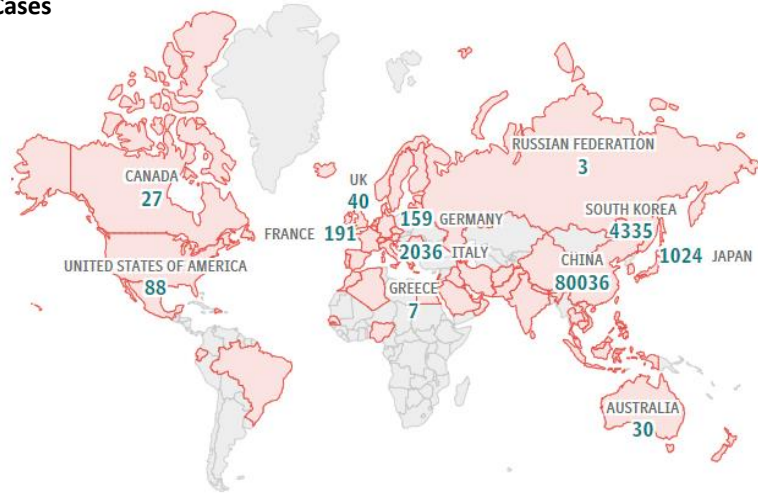 Cases
CANADA
27
UNITED STATES OF AMERICA
88
UK
40
FRANCE 191
159 GERMANY
2036 ITALY
GREECE
7
RUSSIAN FEDERATION
3
SOUTH KOREA
4335
1024 JAPAN
CHINA
80036
AUSTRALIA
30